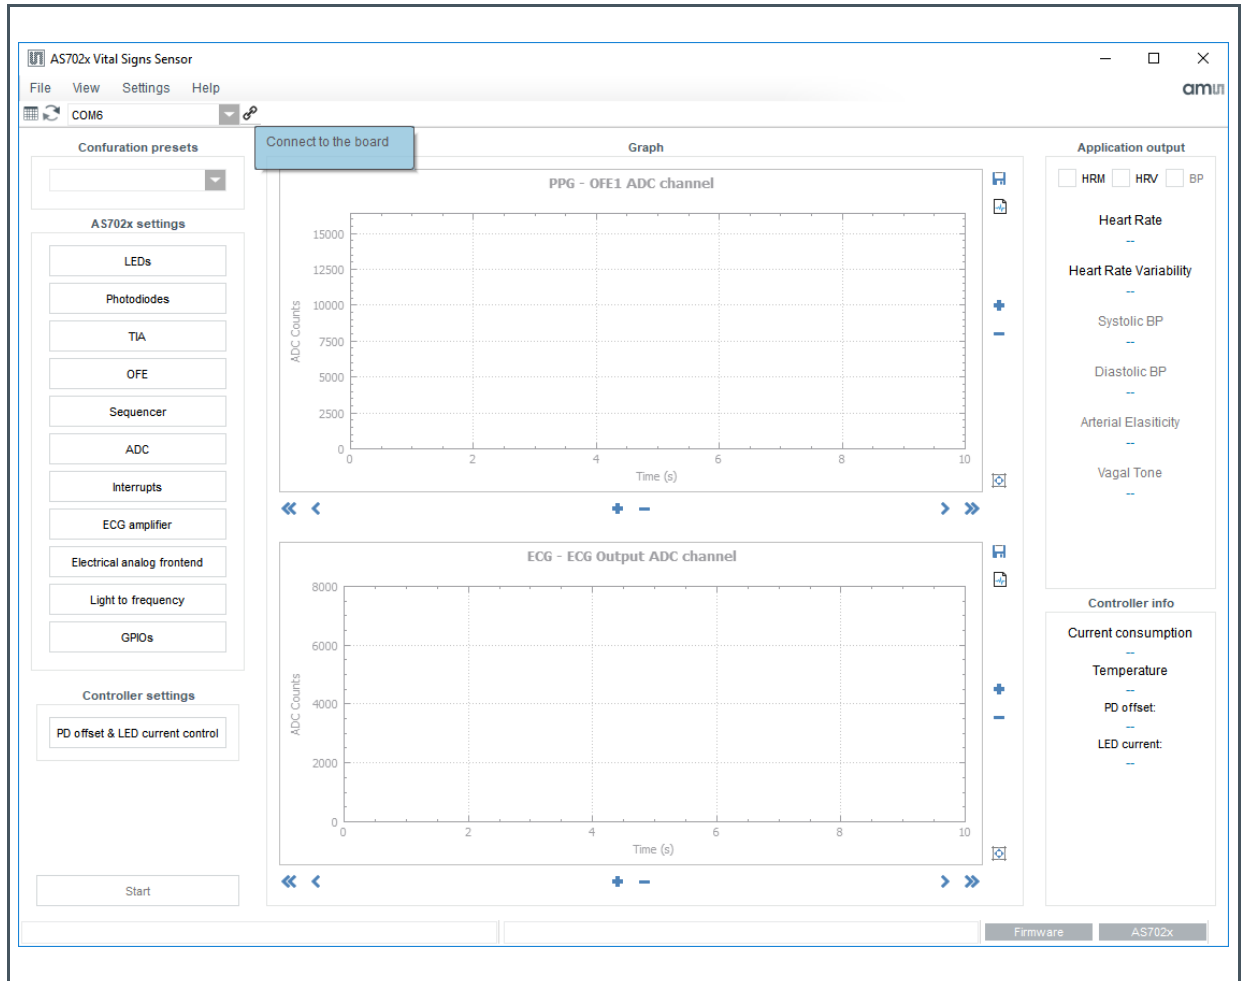 AS702x Vital Signs Sensor
File View Settings Help
amu
COM6
Connect to the board
Confuration presets
AS702x settings
LEDs
Photodiodes
TIA
OFE
Sequencer
ADC
Interrupts
ECG amplifier
Electrical analog frontend
Light to frequency
GPIOs
Controller settings
PD offset & LED current control
Start
Graph
PPG - OFE1 ADC channel
ADC Counts
15000
12500
10000
7500
5000
2500
0
0 2 4 6 8 10
Time (s)
ECG - ECG Output ADC channel
ADC Counts
8000
6000
4000
2000
0
0 2 4 6 8 10
Time (s)
Application output
HRM HRV BP
Heart Rate
--
Heart Rate Variability
--
Systolic BP
--
Diastolic BP
--
Arterial Elasiticity
--
Vagal Tone
--
Controller info
Current consumption
--
Temperature
--
PD offset:
--
LED current:
--
Firmware AS702x